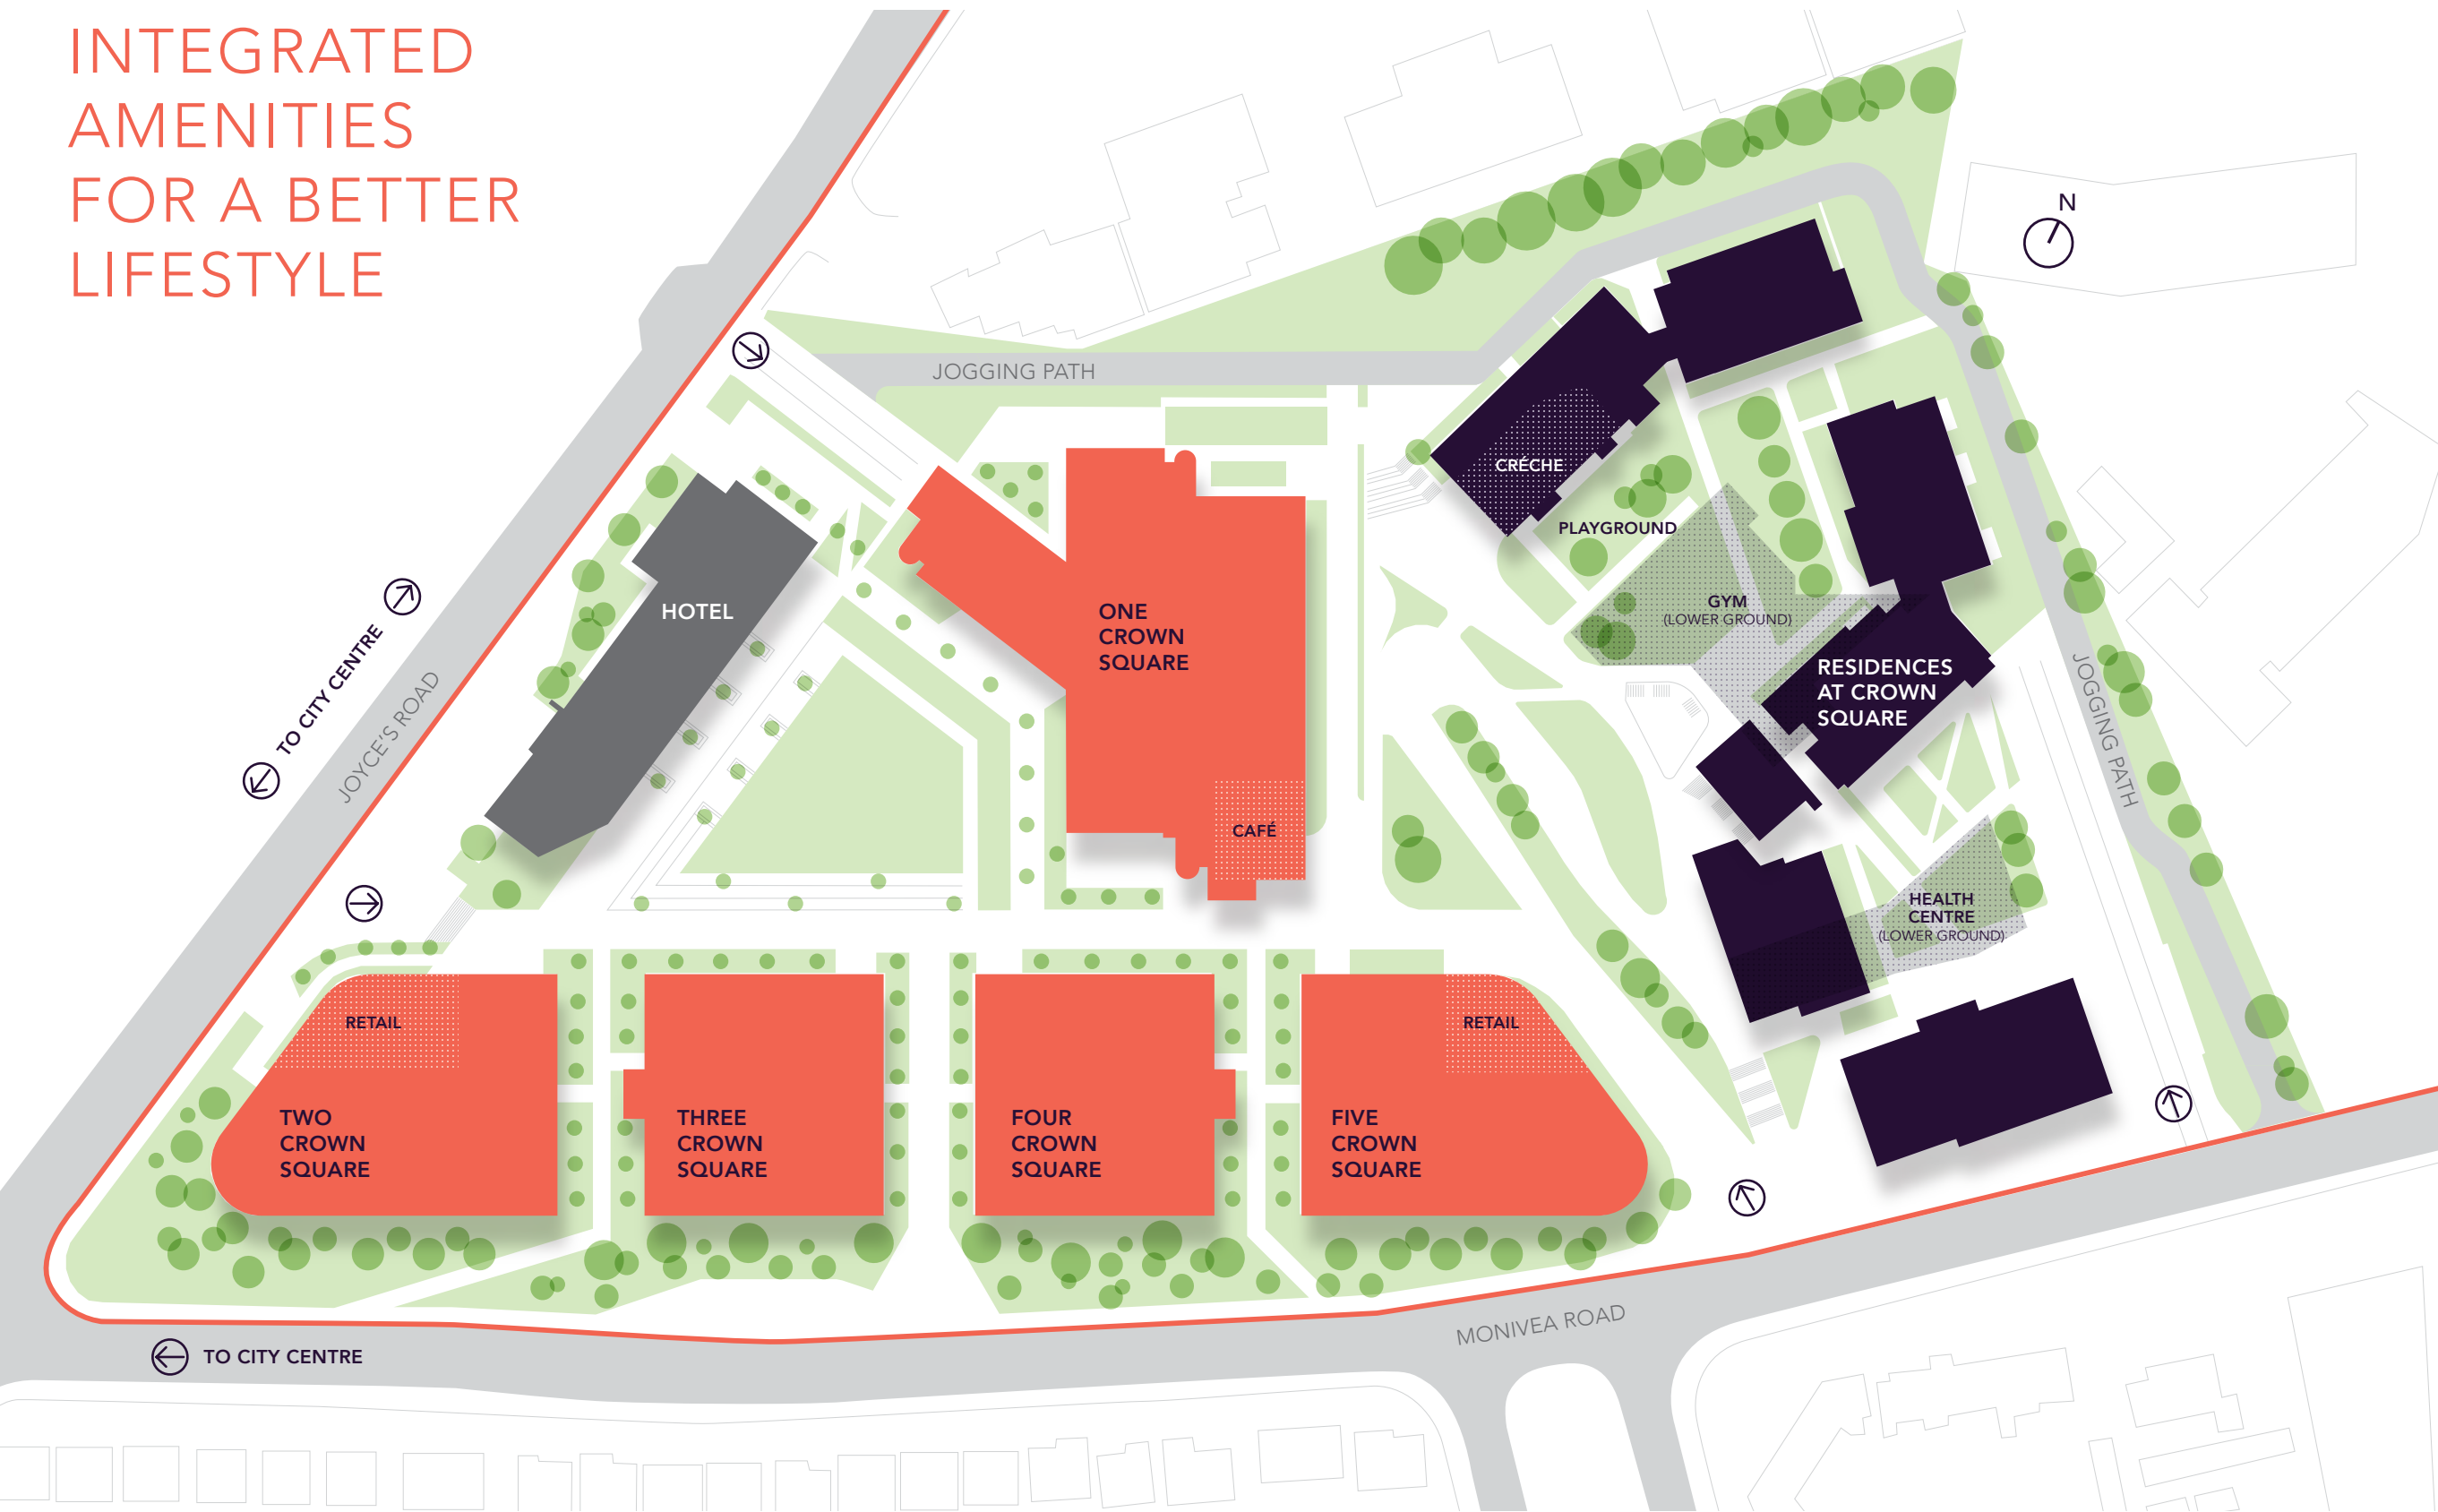 INTEGRATED
AMENITIES
FOR A BETTER
LIFESTYLE
N
JOGGING PATH
CRÉCHE
PLAYGROUND
HOTEL
ONE
CROWN
SQUARE
GYM
(LOWER GROUND)
RESIDENCES
AT CROWN
SQUARE
TO CITY CENTRE
JOYCE'S ROAD
JOGGING PATH
CAFÉ
HEALTH
CENTRE
(LOWER GROUND)
RETAIL
RETAIL
TWO
CROWN
SQUARE
THREE
CROWN
SQUARE
FOUR
CROWN
SQUARE
FIVE
CROWN
SQUARE
MONIVEA ROAD
TO CITY CENTRE